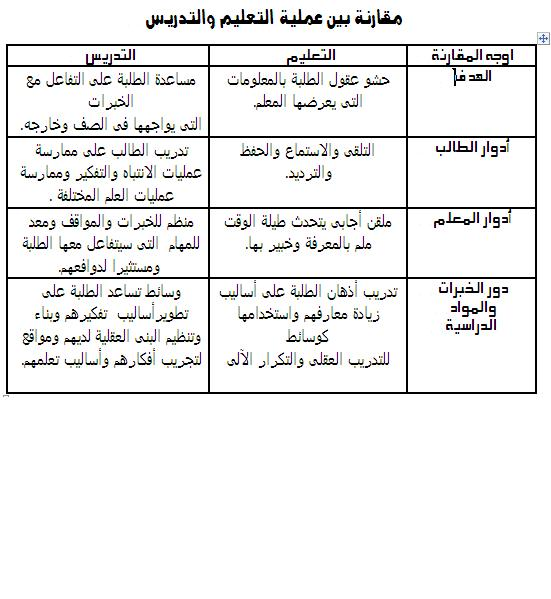 مقارنة بين عملية التعليم والتدريس
اوجه المقارنة
التعليم
التدريس
الهدف
حشو عقول الطلبة بالمعلومات
التى يعرضها المعلم.
مساعدة الطلبة على التفاعل مع
الخبرات
التى يواجهها فى الصف وخارجه.
أدوار الطالب
التلقى والاستماع والحفظ
والترديد.
تدريب الطالب على ممارسة
عمليات الانتباه والتفكير وممارسة
عمليات العلم المختلفة .
أدوار المعلم
ملقن أجابى يتحدث طيلة الوقت
ملم بالمعرفة وخبير بها.
منظم للخبرات والمواقف ومعد
للمهام التى سيتفاعل معها الطلبة
ومستثيرا لدوافعهم.
دور الخبرات
والمواد
الدراسية
تدريب أذهان الطلبة على أساليب
زيادة معارفهم واستخدامها
كوسائط
للتدريب العقلى والتكرار الآلى
وسائط تساعد الطلبة على
تطويرأساليب تفكيرهم وبناء
وتنظيم البنى العقلية لديهم ومواقع
لتجريب أفكارهم وأساليب تعلمهم.